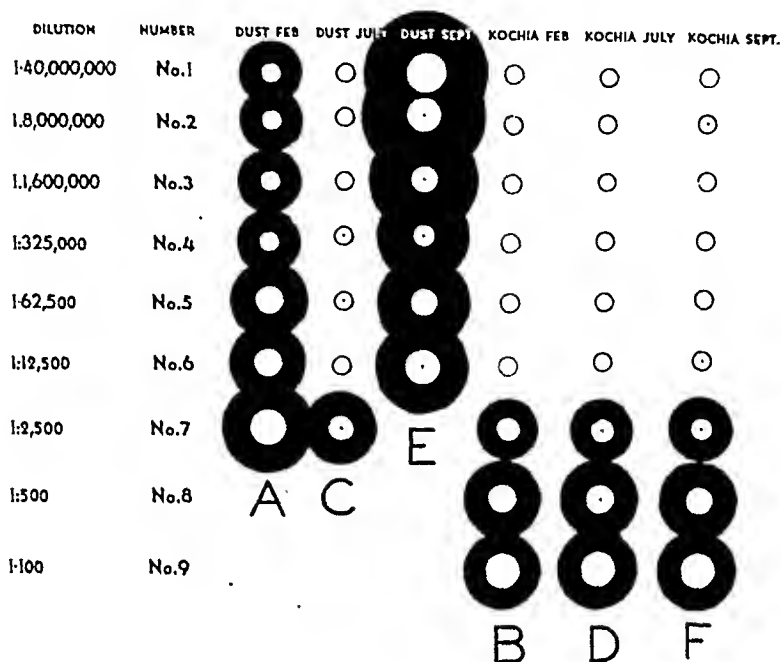 DILUTION NUMBER DUST FEB DUST JULY DUST SEPT KOCHIA FEB KOCHIA JULY KOCHIA SEPT.
1:40,000,000 No.1
1:8,000,000 No.2
1:1,600,000 No.3
1:325,000 No.4
1:62,500 No.5
1:12,500 No.6
1:2,500 No.7
E
1:500 No.8
A C
1:100 No.9
B D F